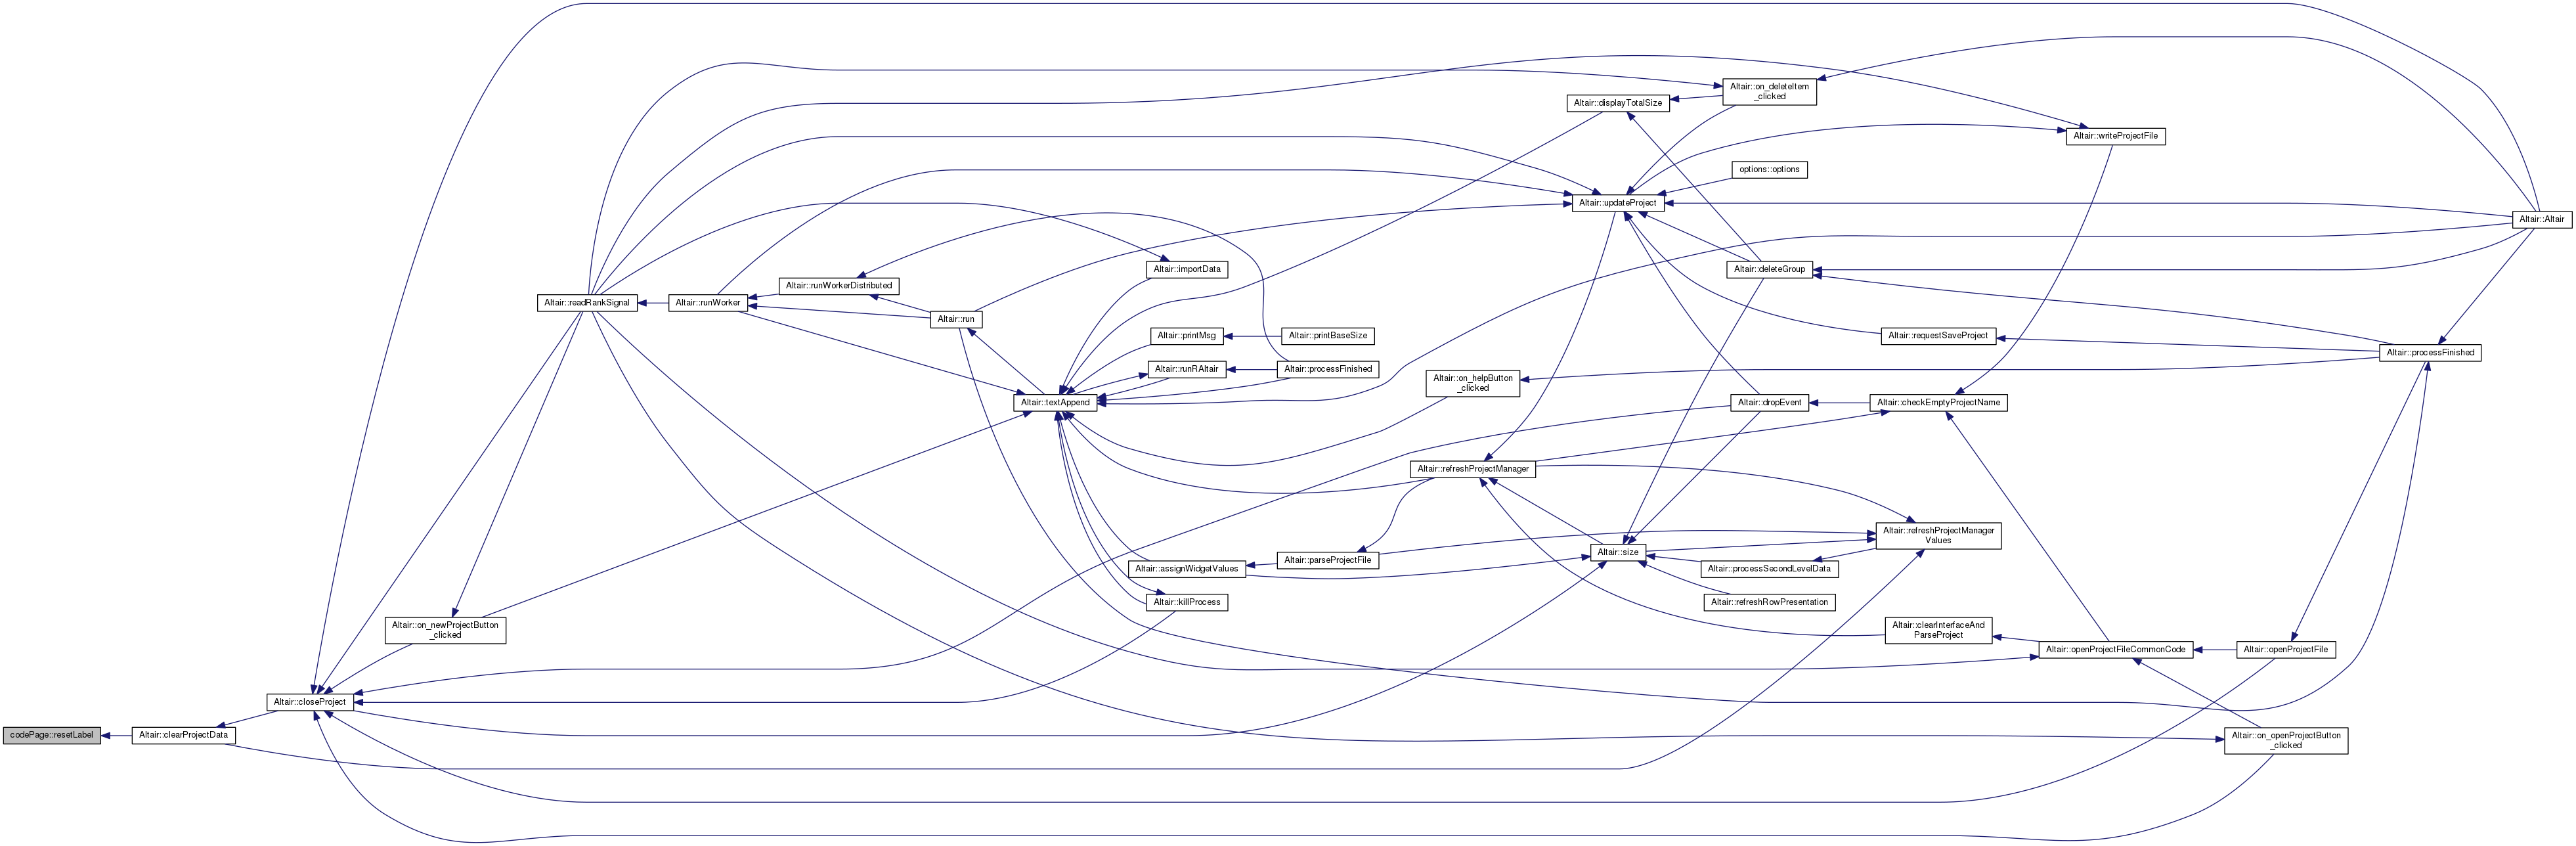 codePage::resetLabel
Altair::clearProjectData
Altair::closeProject
Altair::on_newProjectButton
_clicked
Altair::readRankSignal
Altair::runWorker
Altair::runWorkerDistributed
Altair::run
Altair::textAppend
Altair::importData
Altair::printMsg
Altair::runRAltair
Altair::assignWidgetValues
Altair::killProcess
Altair::printBaseSize
Altair::processFinished
Altair::parseProjectFile
Altair::on_helpButton
_clicked
Altair::refreshProjectManager
Altair::displayTotalSize
Altair::updateProject
Altair::size
Altair::on_deleteItem
_clicked
options::options
Altair::deleteGroup
Altair::dropEvent
Altair::processSecondLevelData
Altair::refreshRowPresentation
Altair::requestSaveProject
Altair::checkEmptyProjectName
Altair::refreshProjectManager
Values
Altair::clearInterfaceAnd
ParseProject
Altair::writeProjectFile
Altair::openProjectFileCommonCode
Altair::openProjectFile
Altair::on_openProjectButton
_clicked
Altair::processFinished
Altair::Altair